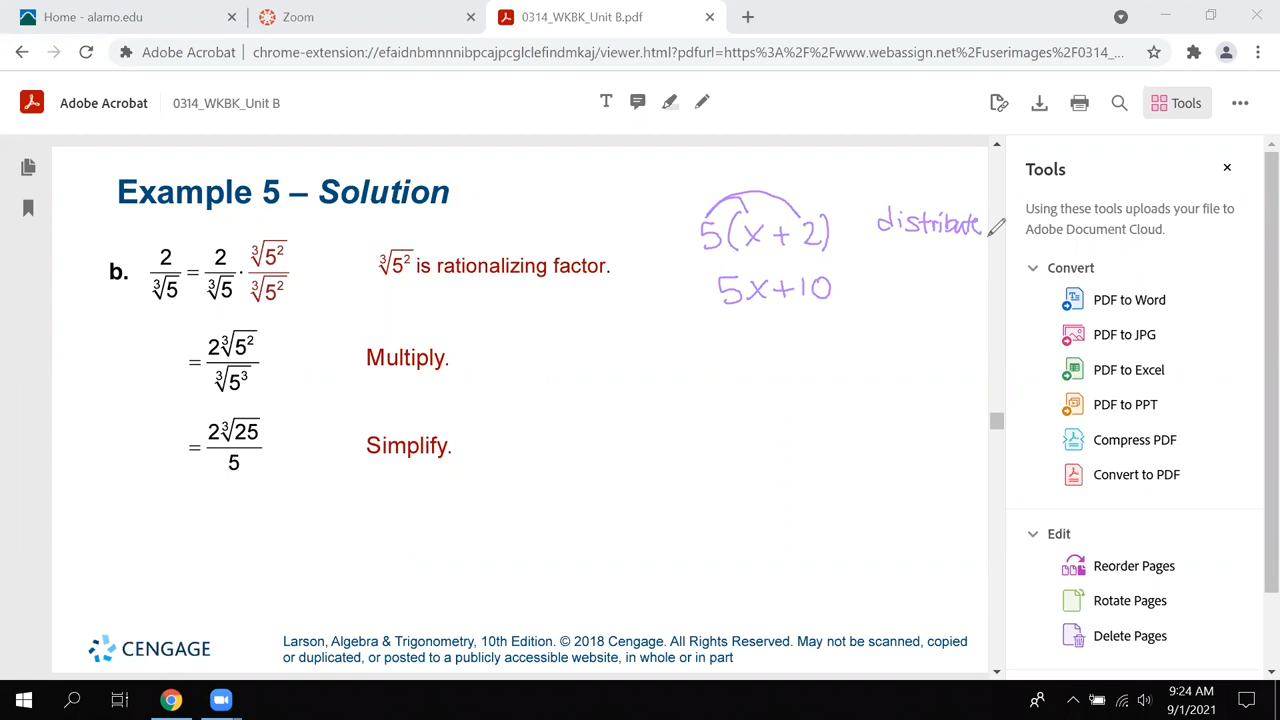 Home - alamo.edu
Zoom
0314_WKBK_Unit B.pdf
Adobe Acrobat | chrome-extension://efaidnbmnnnibpcajpcglclefindmkaj/viewer.html?pdfurl=https%3A%2F%2Fwww.webassign.net%2Fuserimages%2F0314_...
Adobe Acrobat 0314_WKBK_Unit B
Tools
Example 5 – Solution
b. 2/∛5 = 2/∛5 · ∛5²/∛5² ∛5² is rationalizing factor.
= 2∛5²/∛5³ Multiply.
= 2∛25/5 Simplify.
5(x + 2) distribute
5x+10
CENGAGE
Larson, Algebra & Trigonometry, 10th Edition. © 2018 Cengage. All Rights Reserved. May not be scanned, copied
or duplicated, or posted to a publicly accessible website, in whole or in part
Tools
Using these tools uploads your file to
Adobe Document Cloud.
Convert
PDF to Word
PDF to JPG
PDF to Excel
PDF to PPT
Compress PDF
Convert to PDF
Edit
Reorder Pages
Rotate Pages
Delete Pages
9:24 AM
9/1/2021